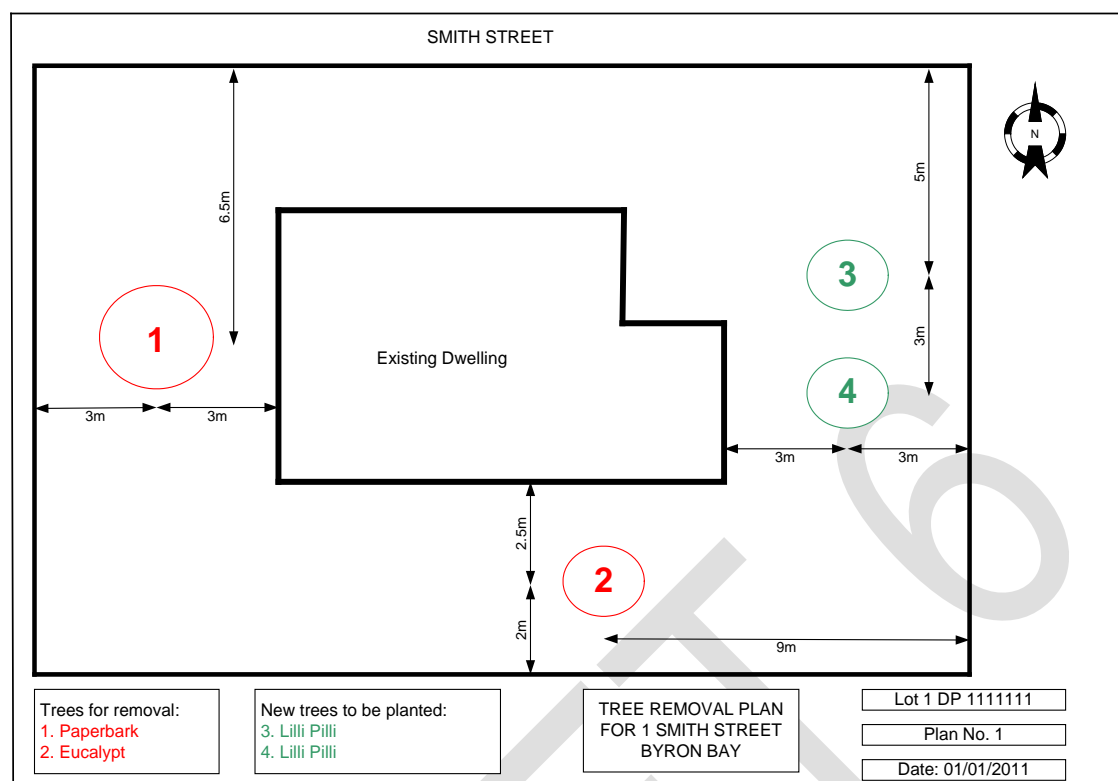 SMITH STREET
N
6.5m
5m
3
1
3m
Existing Dwelling
4
3m
3m
3m
3m
2.5m
2
2m
9m
Trees for removal:
1. Paperbark
2. Eucalypt
New trees to be planted:
3. Lilli Pilli
4. Lilli Pilli
TREE REMOVAL PLAN
FOR 1 SMITH STREET
BYRON BAY
Lot 1 DP 1111111
Plan No. 1
Date: 01/01/2011
T 6